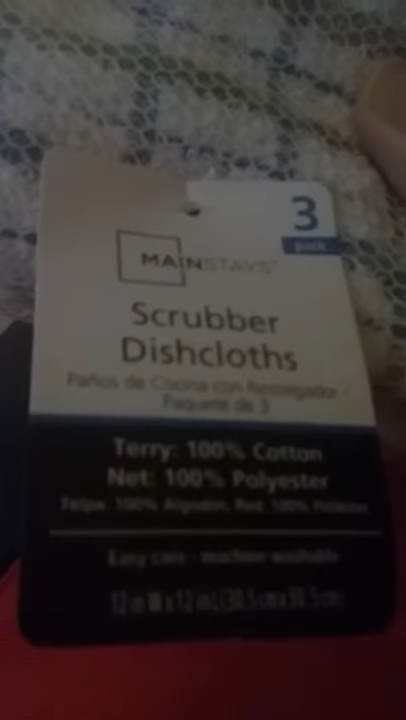 3
pack
MAINSTAYS™
Scrubber
Dishcloths
Paños de Cocina con Restregador -
Paquete de 3
Terry: 100% Cotton
Net: 100% Polyester
Felpa: 100% Algodón, Red: 100% Poliéster
Easy care - machine washable
12 in W x 12 in L (30.5 cm x 30.5 cm)